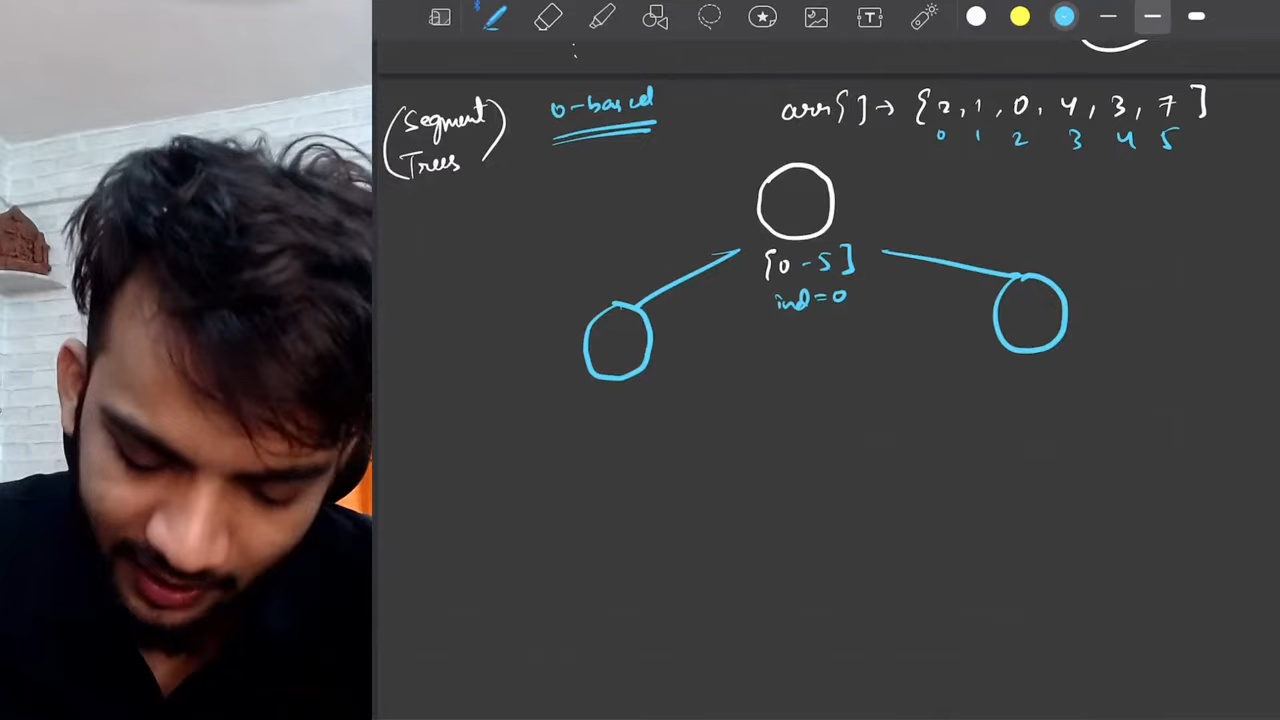 (Segment Trees)
0-based
arr[] → {2, 1, 0, 4, 3, 7}
0 1 2 3 4 5
[0-5]
ind=0